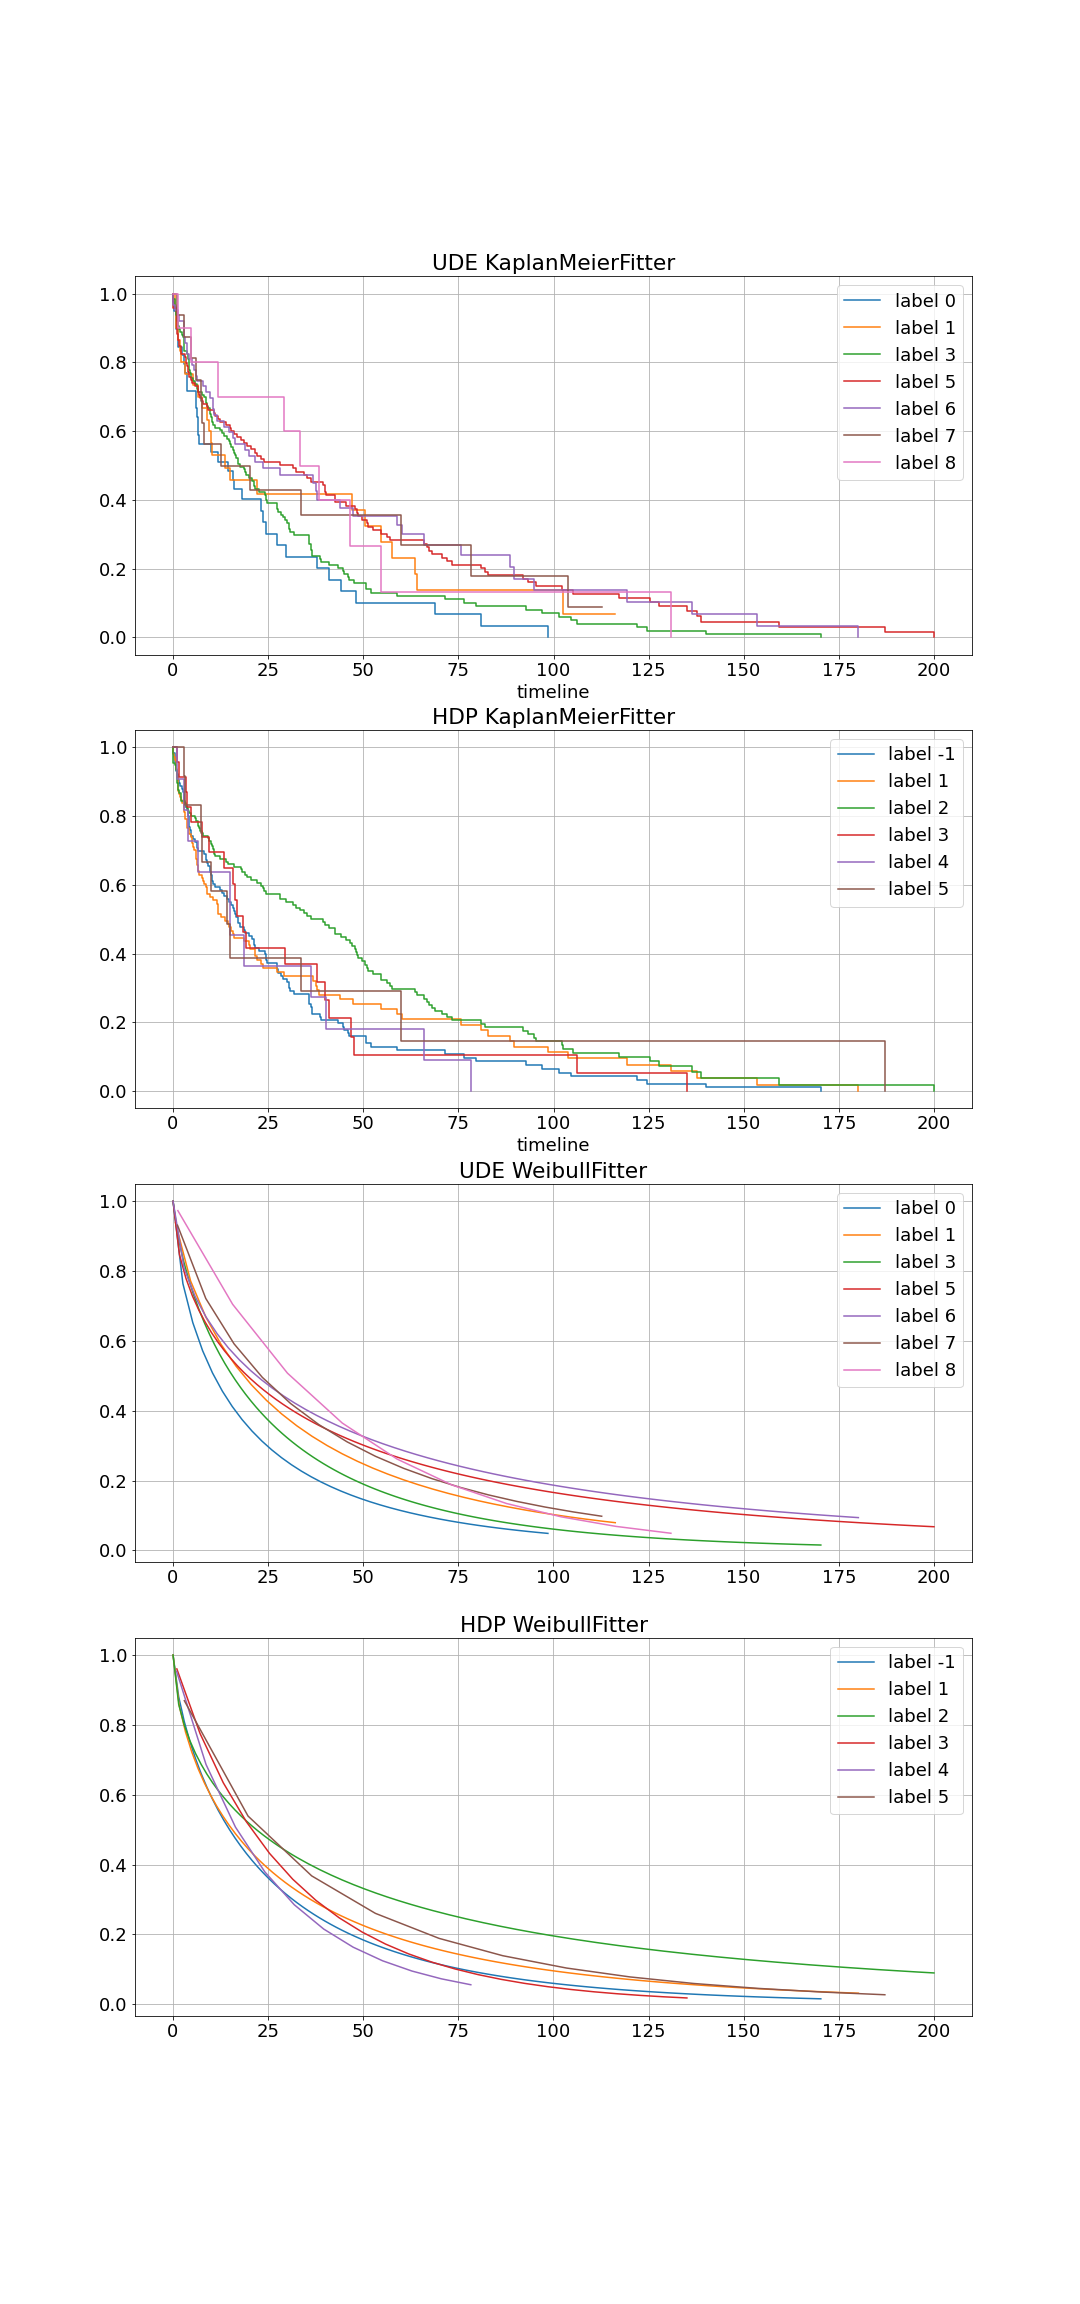 UDE KaplanMeierFitter
1.0
0.8
0.6
0.4
0.2
0.0
label 0
label 1
label 3
label 5
label 6
label 7
label 8
0 25 50 75 100 125 150 175 200
timeline
HDP KaplanMeierFitter
1.0
0.8
0.6
0.4
0.2
0.0
label -1
label 1
label 2
label 3
label 4
label 5
0 25 50 75 100 125 150 175 200
timeline
UDE WeibullFitter
1.0
0.8
0.6
0.4
0.2
0.0
label 0
label 1
label 3
label 5
label 6
label 7
label 8
0 25 50 75 100 125 150 175 200
HDP WeibullFitter
1.0
0.8
0.6
0.4
0.2
0.0
label -1
label 1
label 2
label 3
label 4
label 5
0 25 50 75 100 125 150 175 200